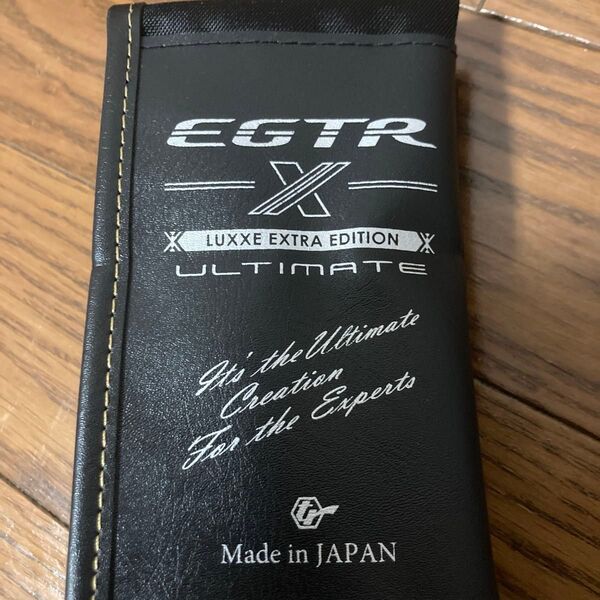 EGTR
X
LUXXE EXTRA EDITION
ULTIMATE
It's the Ultimate
Creation
For the Experts
Made in JAPAN